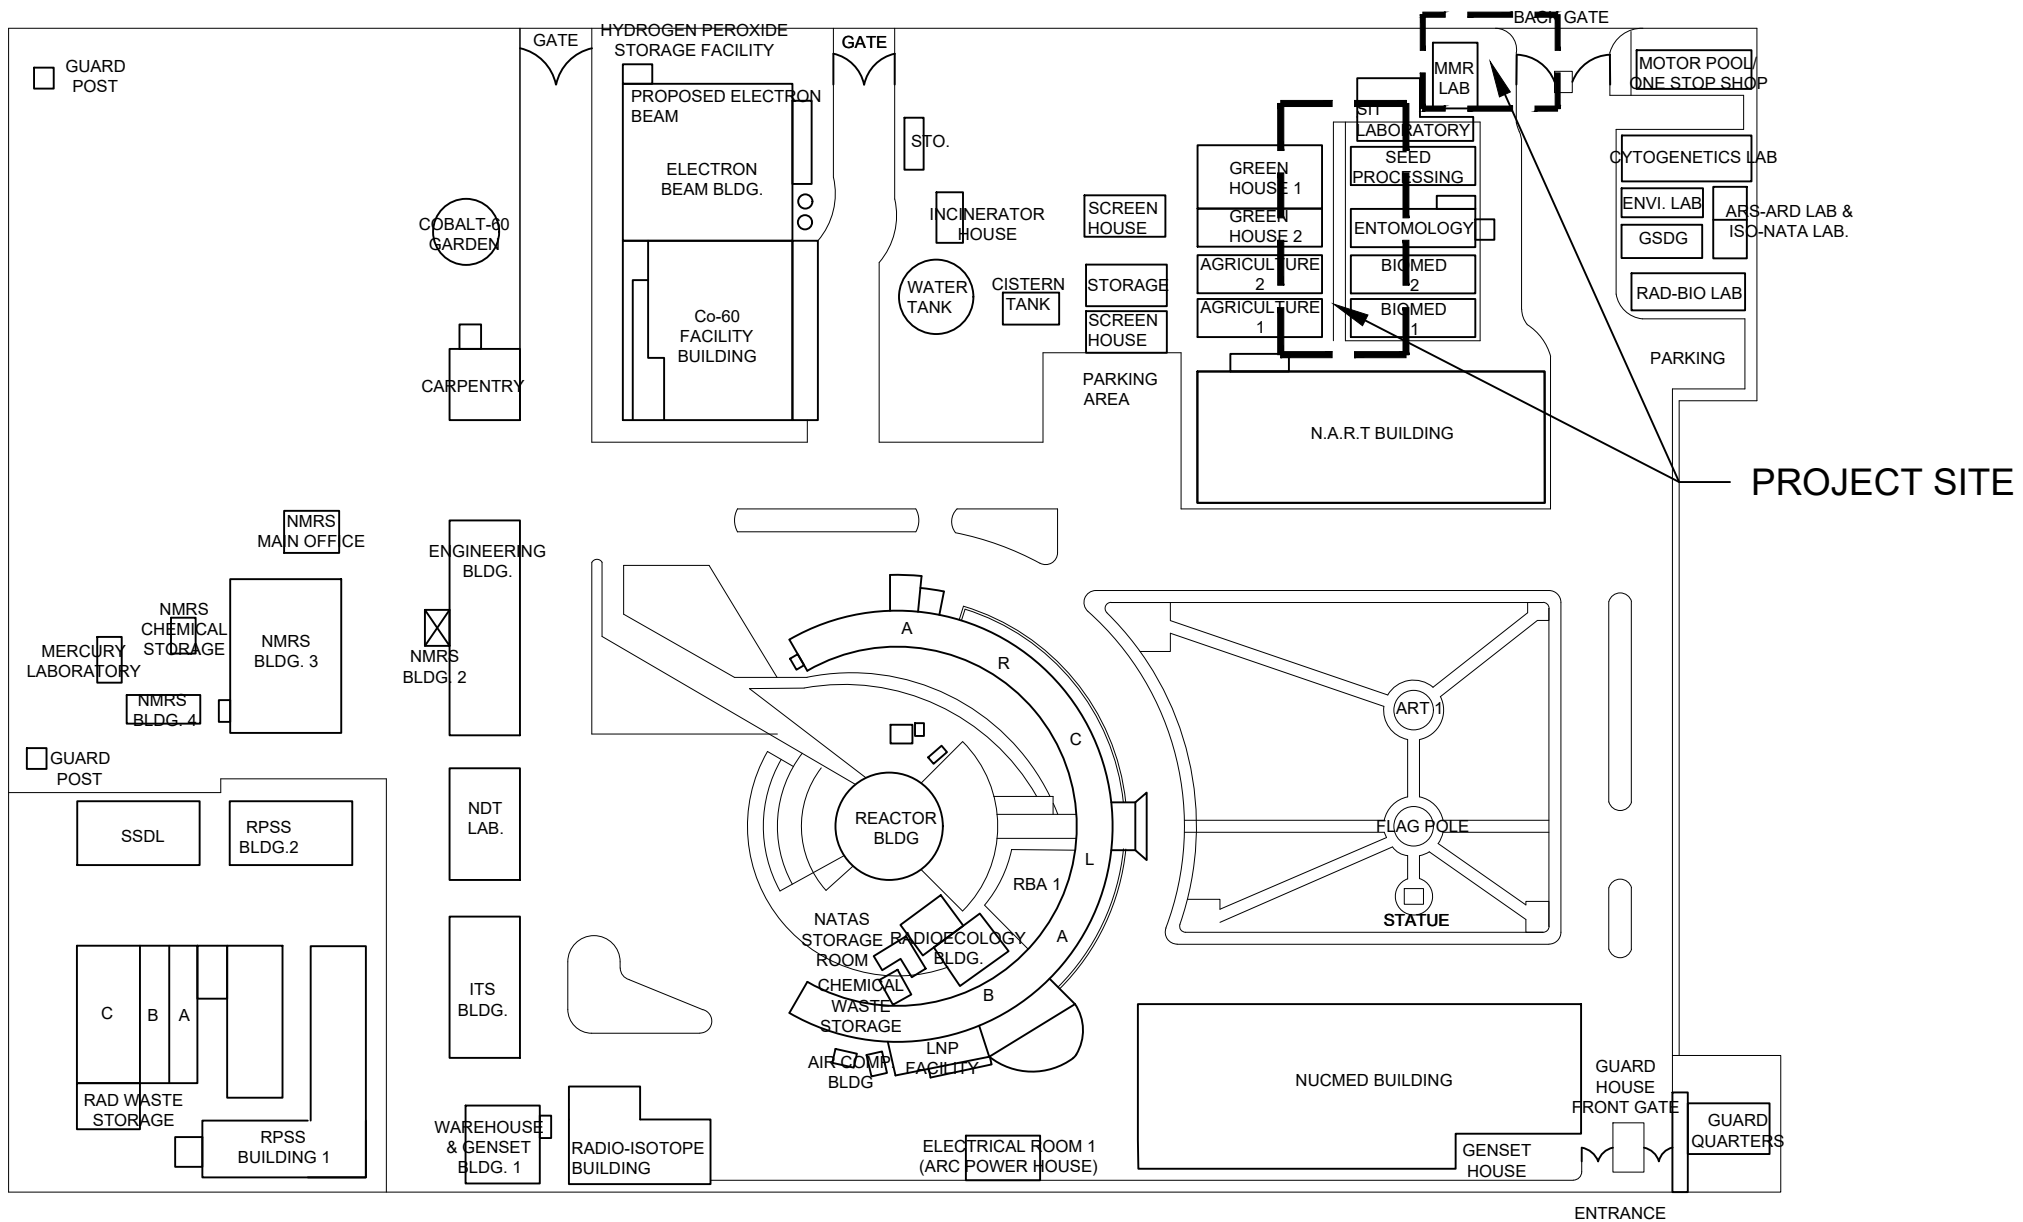 BACK GATE
HYDROGEN PEROXIDE
STORAGE FACILITY
GATE
GATE
GUARD
POST
MOTOR POOL/
ONE STOP SHOP
MMR
LAB
PROPOSED ELECTRON
BEAM
SIT
LABORATORY
STO.
ELECTRON
BEAM BLDG.
GREEN
HOUSE 1
SEED
PROCESSING
CYTOGENETICS LAB
COBALT-60
GARDEN
INCINERATOR
HOUSE
SCREEN
HOUSE
GREEN
HOUSE 2
ENTOMOLOGY
ENVI. LAB
ARS-ARD LAB &
ISO-NATA LAB.
GSDG
WATER
TANK
CISTERN
TANK
STORAGE
AGRICULTURE
2
BIOMED
2
RAD-BIO LAB
Co-60
FACILITY
BUILDING
SCREEN
HOUSE
AGRICULTURE
1
BIOMED
1
CARPENTRY
PARKING
AREA
PARKING
N.A.R.T BUILDING
PROJECT SITE
NMRS
MAIN OFFICE
ENGINEERING
BLDG.
NMRS
CHEMICAL
STORAGE
NMRS
BLDG. 3
MERCURY
LABORATORY
NMRS
BLDG. 2
NMRS
BLDG. 4
A
R
C
L
A
B
ART 1
GUARD
POST
SSDL
RPSS
BLDG.2
NDT
LAB.
REACTOR
BLDG
FLAG POLE
RBA 1
STATUE
NATAS
STORAGE
ROOM
RADIOECOLOGY
BLDG.
CHEMICAL
WASTE
STORAGE
C
B
A
ITS
BLDG.
AIR COMP.
BLDG
LNP
FACILITY
NUCMED BUILDING
GUARD
HOUSE
FRONT GATE
RAD WASTE
STORAGE
RPSS
BUILDING 1
WAREHOUSE
& GENSET
BLDG. 1
RADIO-ISOTOPE
BUILDING
ELECTRICAL ROOM 1
(ARC POWER HOUSE)
GENSET
HOUSE
GUARD
QUARTERS
ENTRANCE